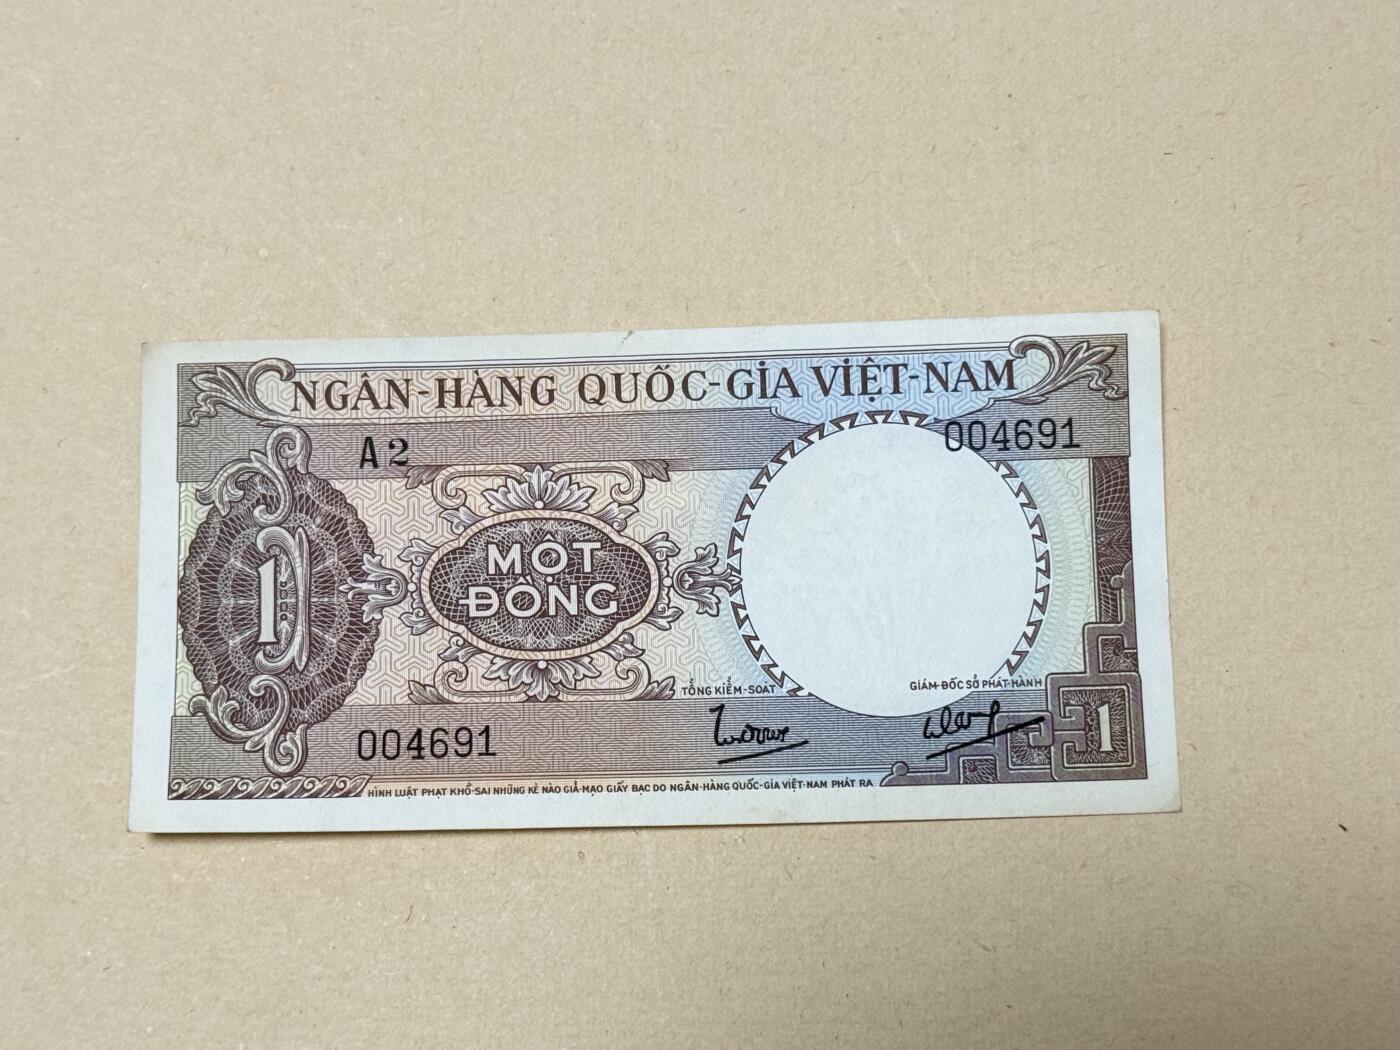 NGÂN-HÀNG QUỐC-GIA VIỆT-NAM
A2
004691
1
MỘT
ĐỒNG
TỔNG KIỂM-SOÁT
GIÁM-ĐỐC SỞ PHÁT-HÀNH
004691
1
HÌNH LUẬT PHẠT KHỔ-SAI NHỮNG KẺ NÀO GIẢ-MẠO GIẤY BẠC DO NGÂN-HÀNG QUỐC-GIA VIỆT-NAM PHÁT RA